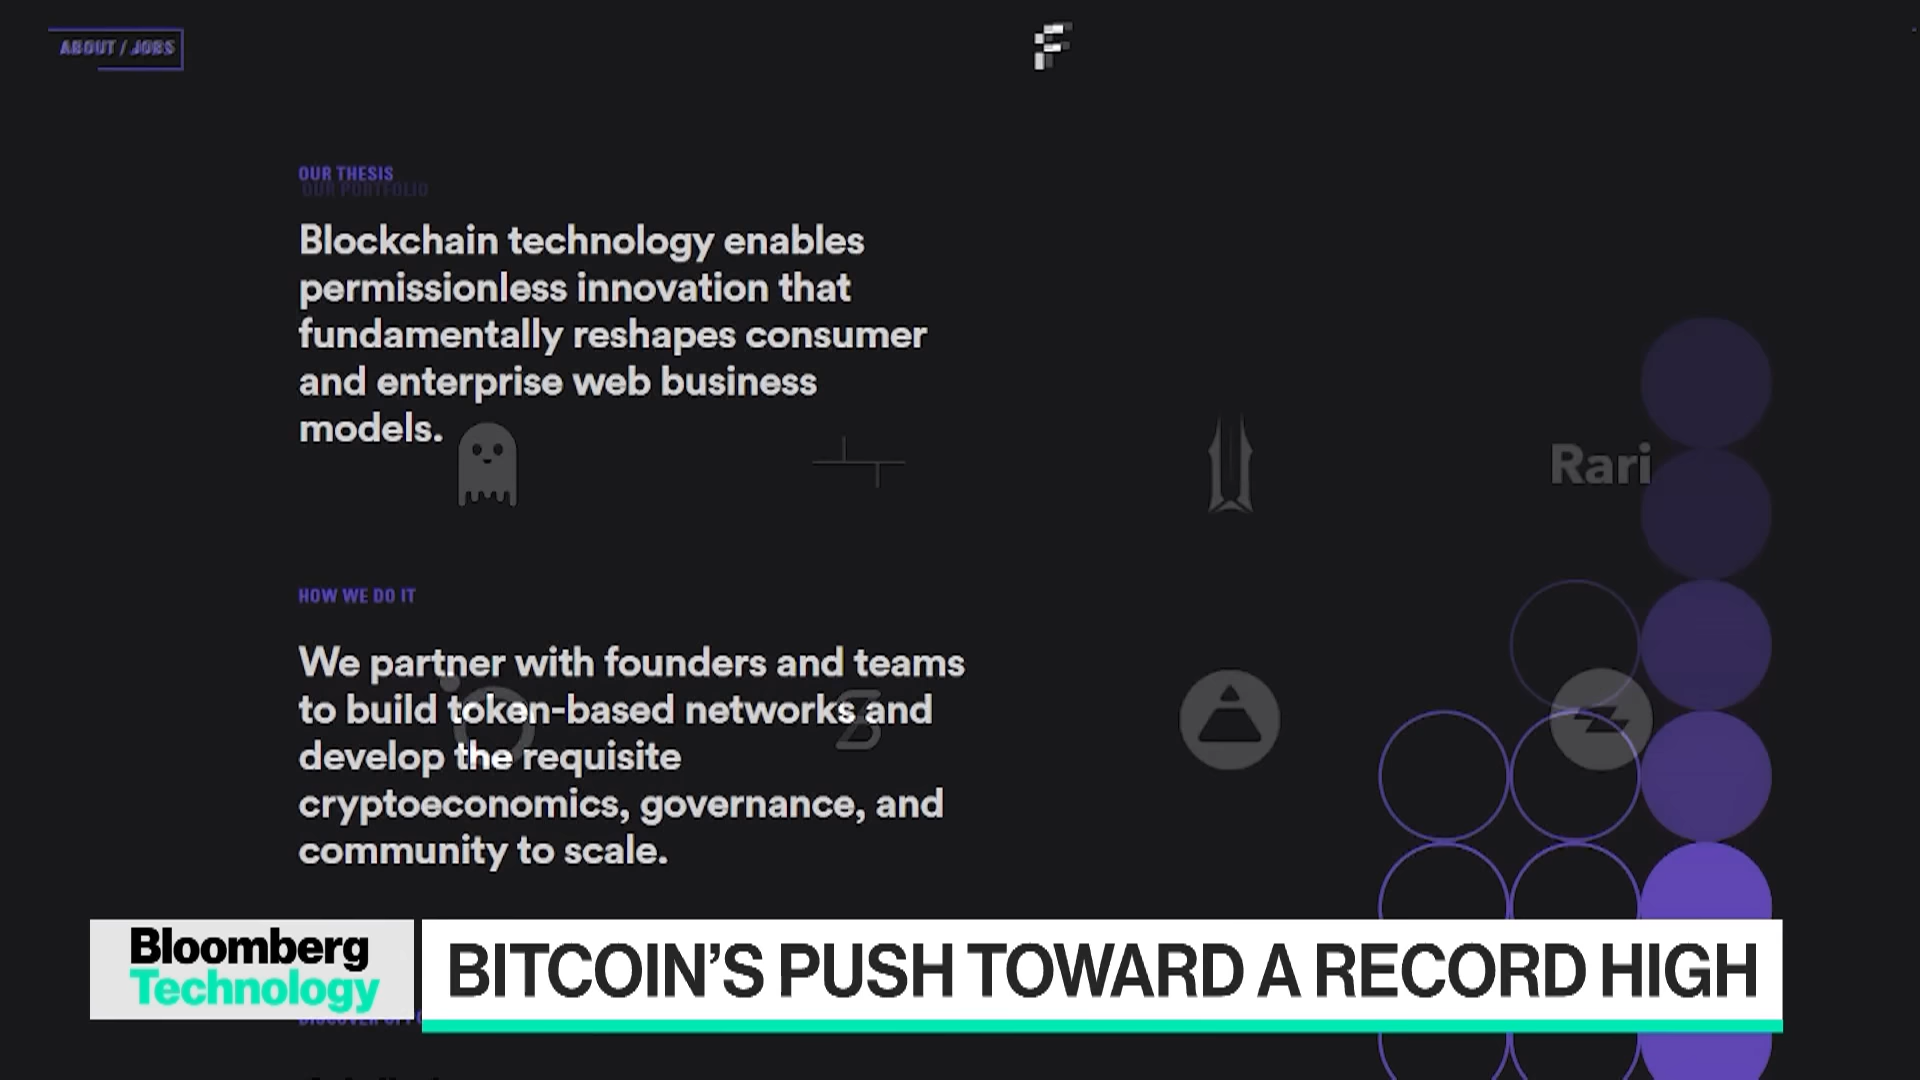 ABOUT / JOBS
F
OUR THESIS
OUR PORTFOLIO
Blockchain technology enables
permissionless innovation that
fundamentally reshapes consumer
and enterprise web business
models.
Rari
HOW WE DO IT
We partner with founders and teams
to build token-based networks and
develop the requisite
cryptoeconomics, governance, and
community to scale.
Bloomberg
Technology
BITCOIN'S PUSH TOWARD A RECORD HIGH